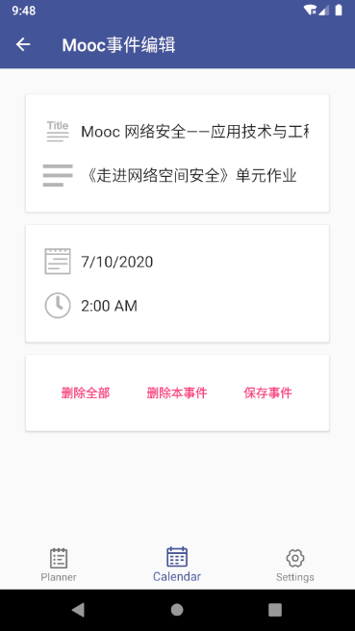 9:48
Mooc事件编辑
Title
Mooc 网络安全——应用技术与工
《走进网络空间安全》单元作业
7/10/2020
2:00 AM
删除全部 删除本事件 保存事件
Planner Calendar Settings